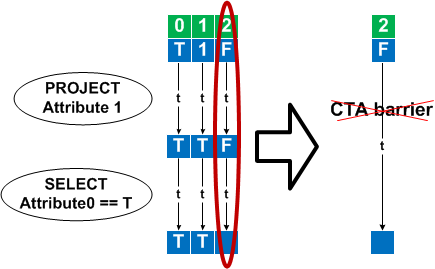 0 1 2
T 1 F
PROJECT
Attribute 1
t t t
T T F
SELECT
Attribute0 == T
t t t
T T
2
F
CTA barrier
t